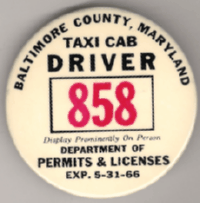 BALTIMORE COUNTY, MARYLAND
TAXI CAB
DRIVER
858
Display Prominently On Person
DEPARTMENT OF
PERMITS & LICENSES
EXP. 5-31-66